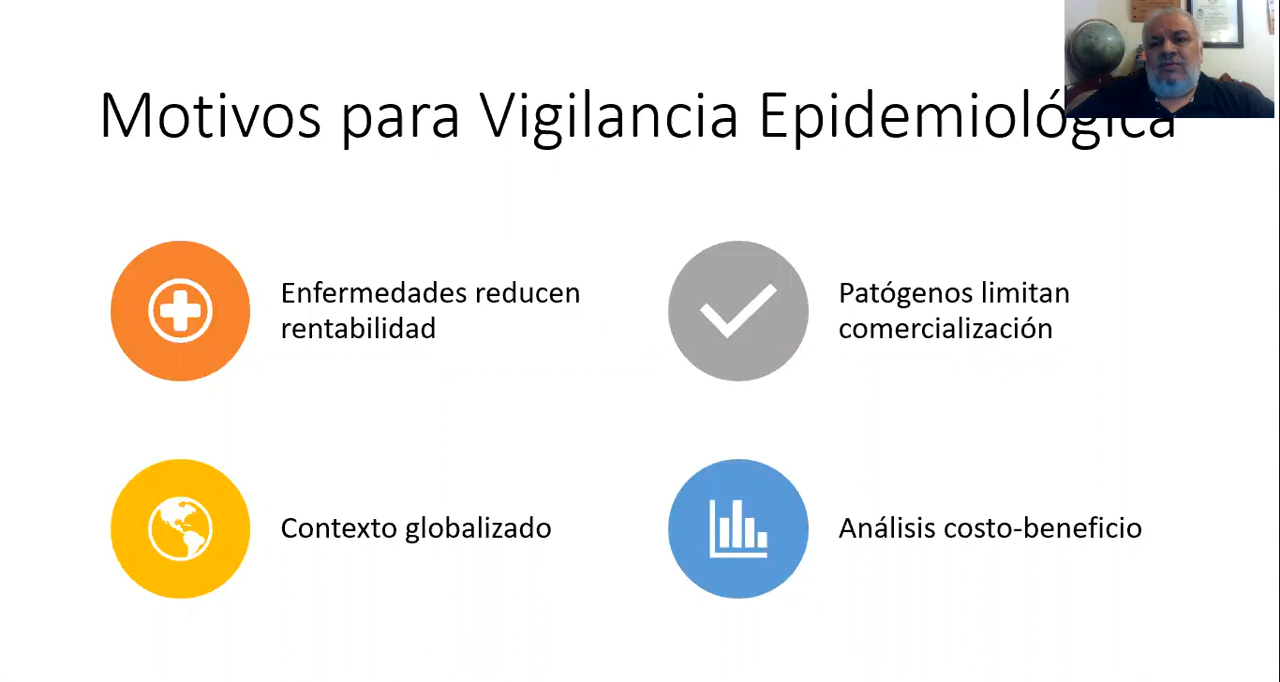 Motivos para Vigilancia Epidemiológica
Enfermedades reducen
rentabilidad
Patógenos limitan
comercialización
Contexto globalizado
Análisis costo-beneficio